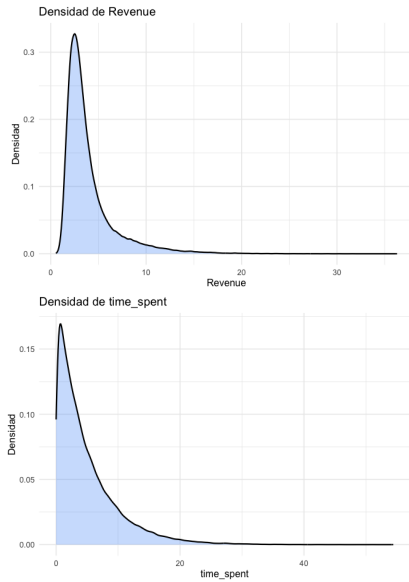 Densidad de Revenue
0.3
0.2
0.1
0.0
Densidad
0 10 20 30
Revenue
Densidad de time_spent
0.15
0.10
0.05
0.00
Densidad
0 20 40
time_spent